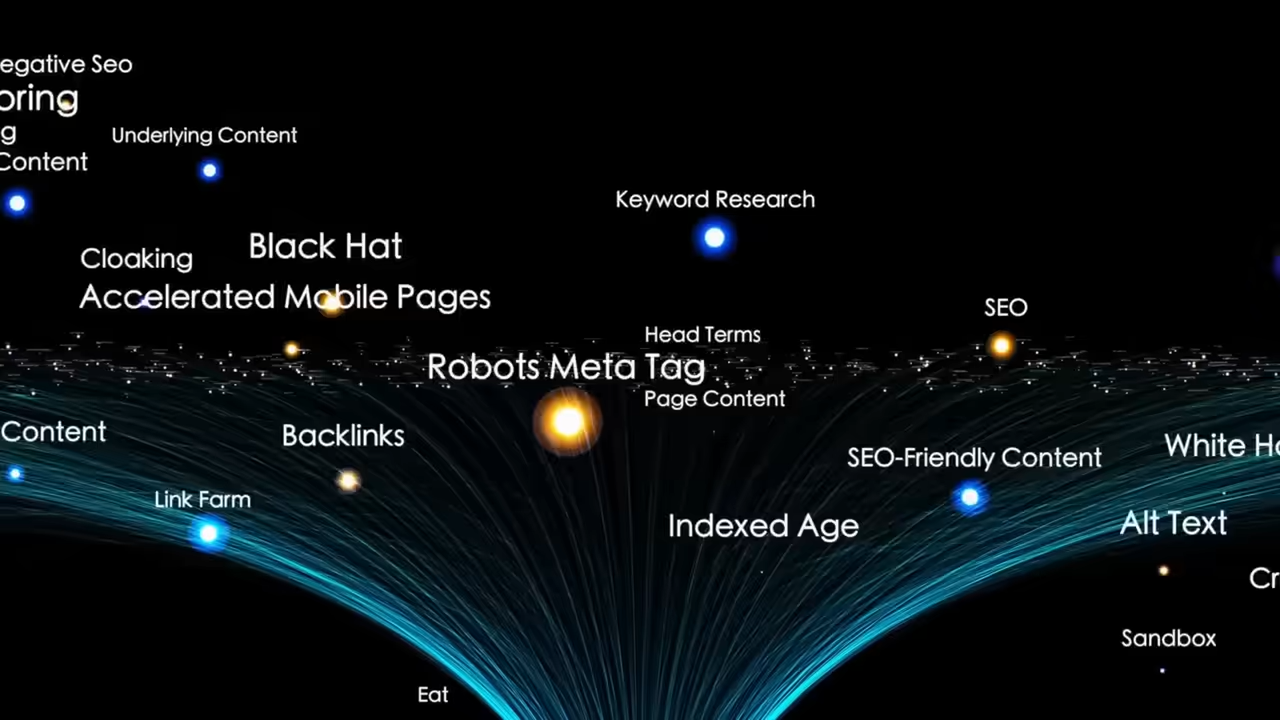 egative Seo
oring
g
Underlying Content
Content
Keyword Research
Black Hat
Cloaking
Accelerated Mobile Pages
SEO
Head Terms
Robots Meta Tag
Page Content
Content
Backlinks
White Ha
SEO-Friendly Content
Link Farm
Alt Text
Indexed Age
Cr
Sandbox
Eat